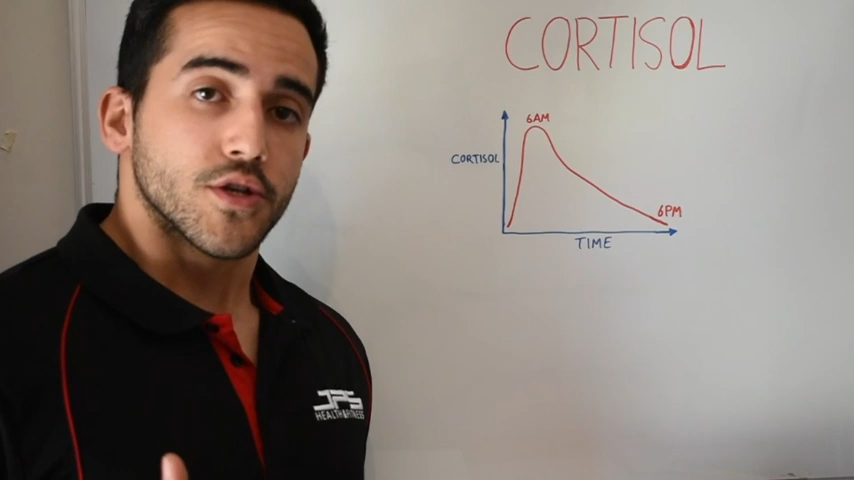 CORTISOL
6AM
CORTISOL
6PM
TIME
JPS
HEALTH&FITNESS